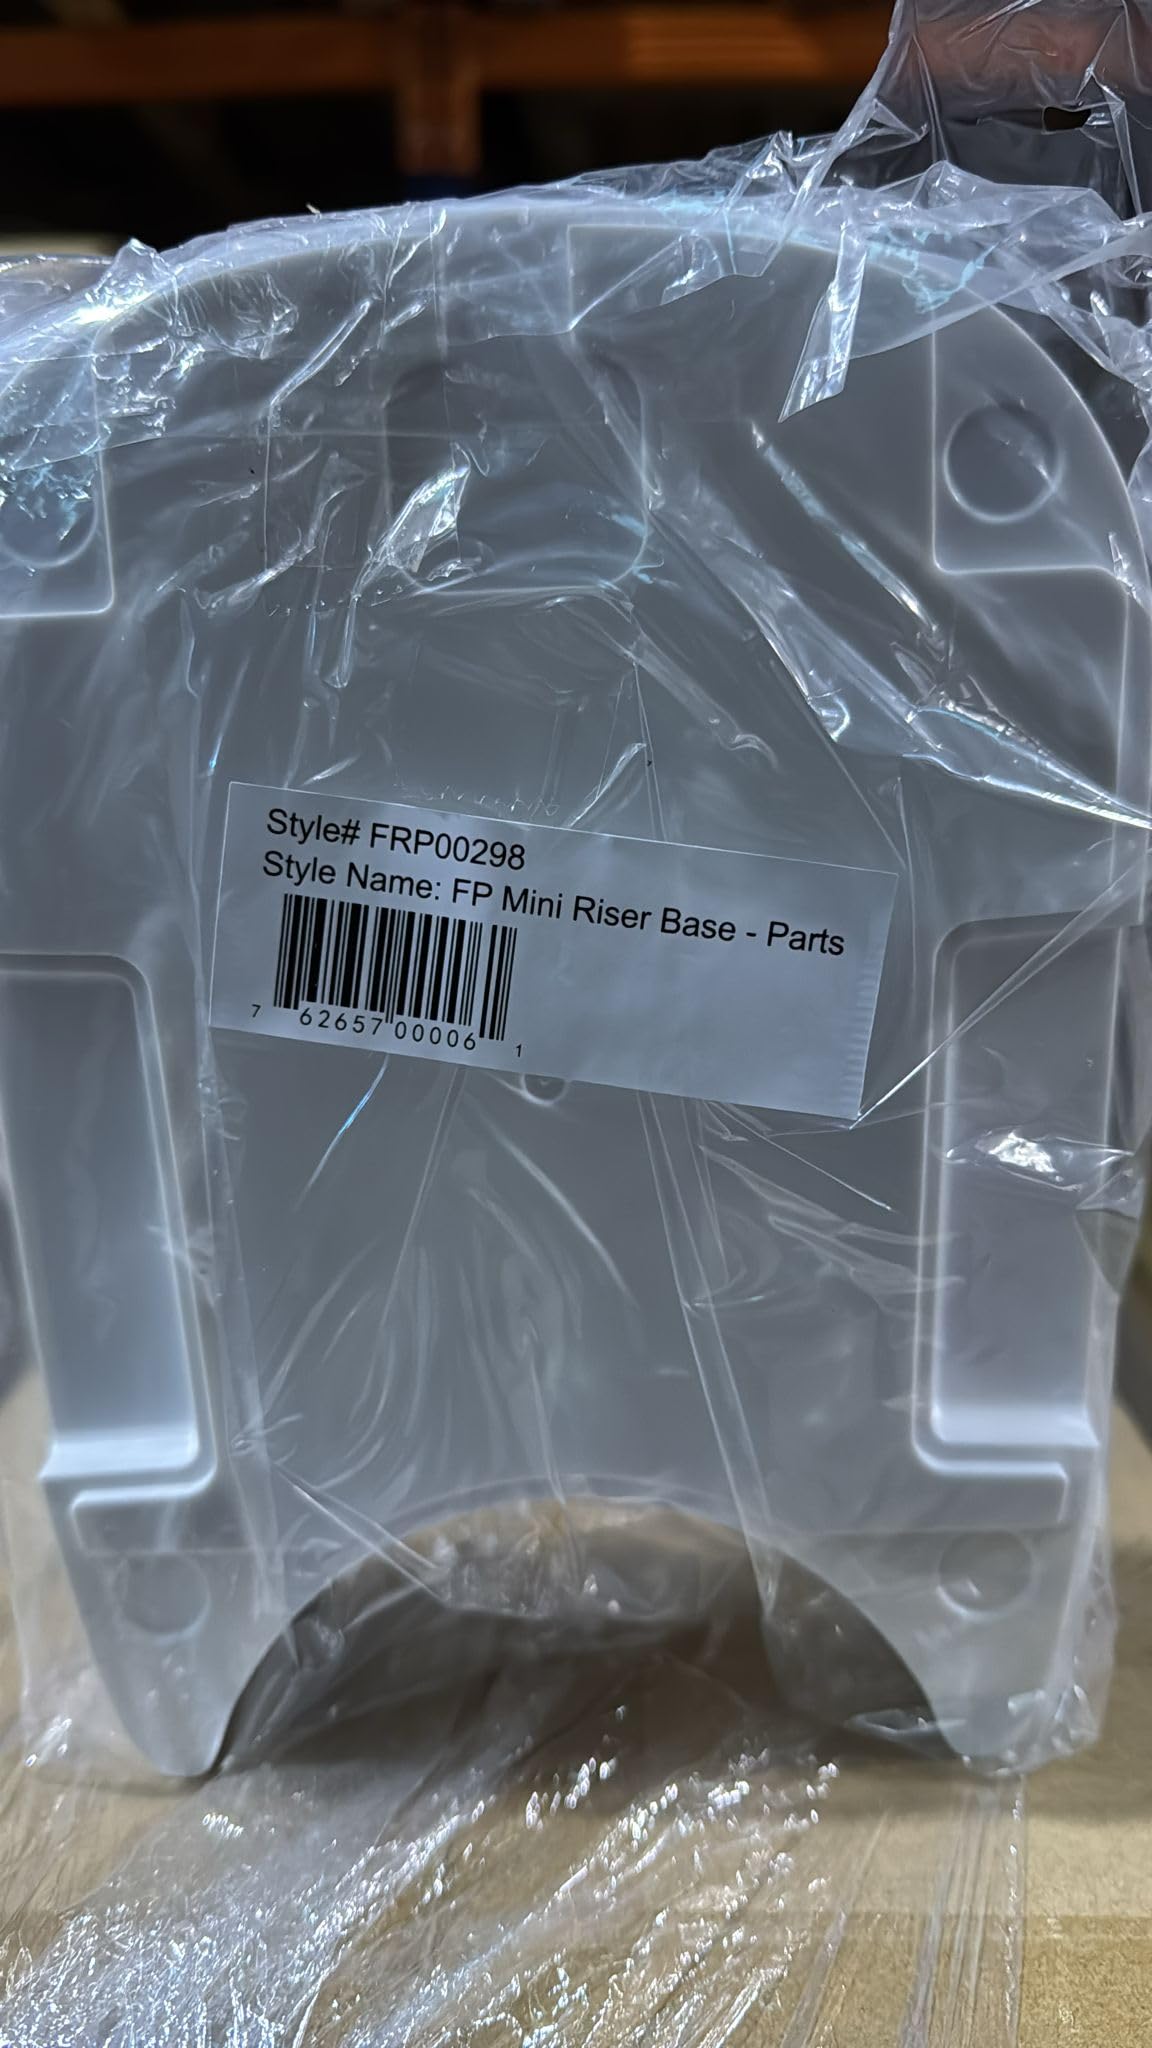 Style# FRP00298
Style Name: FP Mini Riser Base - Parts
7 62657 00006 1